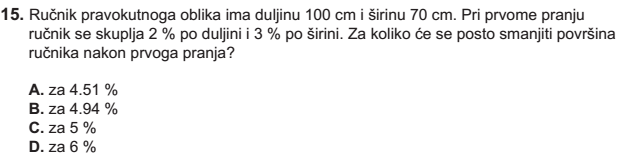 15. Ručnik pravokutnoga oblika ima duljinu 100 cm i širinu 70 cm. Pri prvome pranju
ručnik se skuplja 2 % po duljini i 3 % po širini. Za koliko će se posto smanjiti površina
ručnika nakon prvoga pranja?
A. za 4.51 %
B. za 4.94 %
C. za 5 %
D. za 6 %